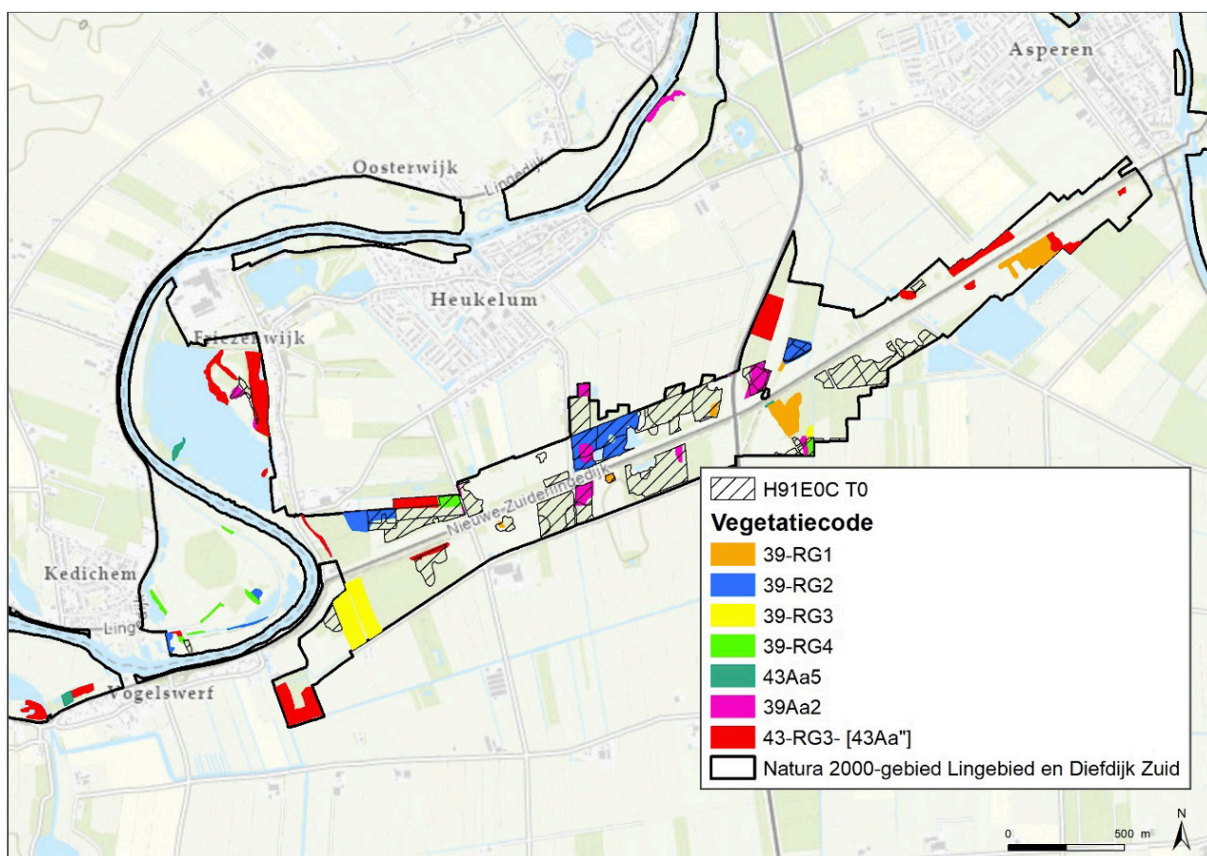 Asperen
Oosterwijk
Lingedijk
Heukelum
Friezenwijk
Nieuwe-Zuiderlingedijk
Kedichem
Vogelswerf
H91E0C T0
Vegetatiecode
39-RG1
39-RG2
39-RG3
39-RG4
43Aa5
39Aa2
43-RG3- [43Aa"]
Natura 2000-gebied Lingebied en Diefdijk Zuid
N
0 500 m